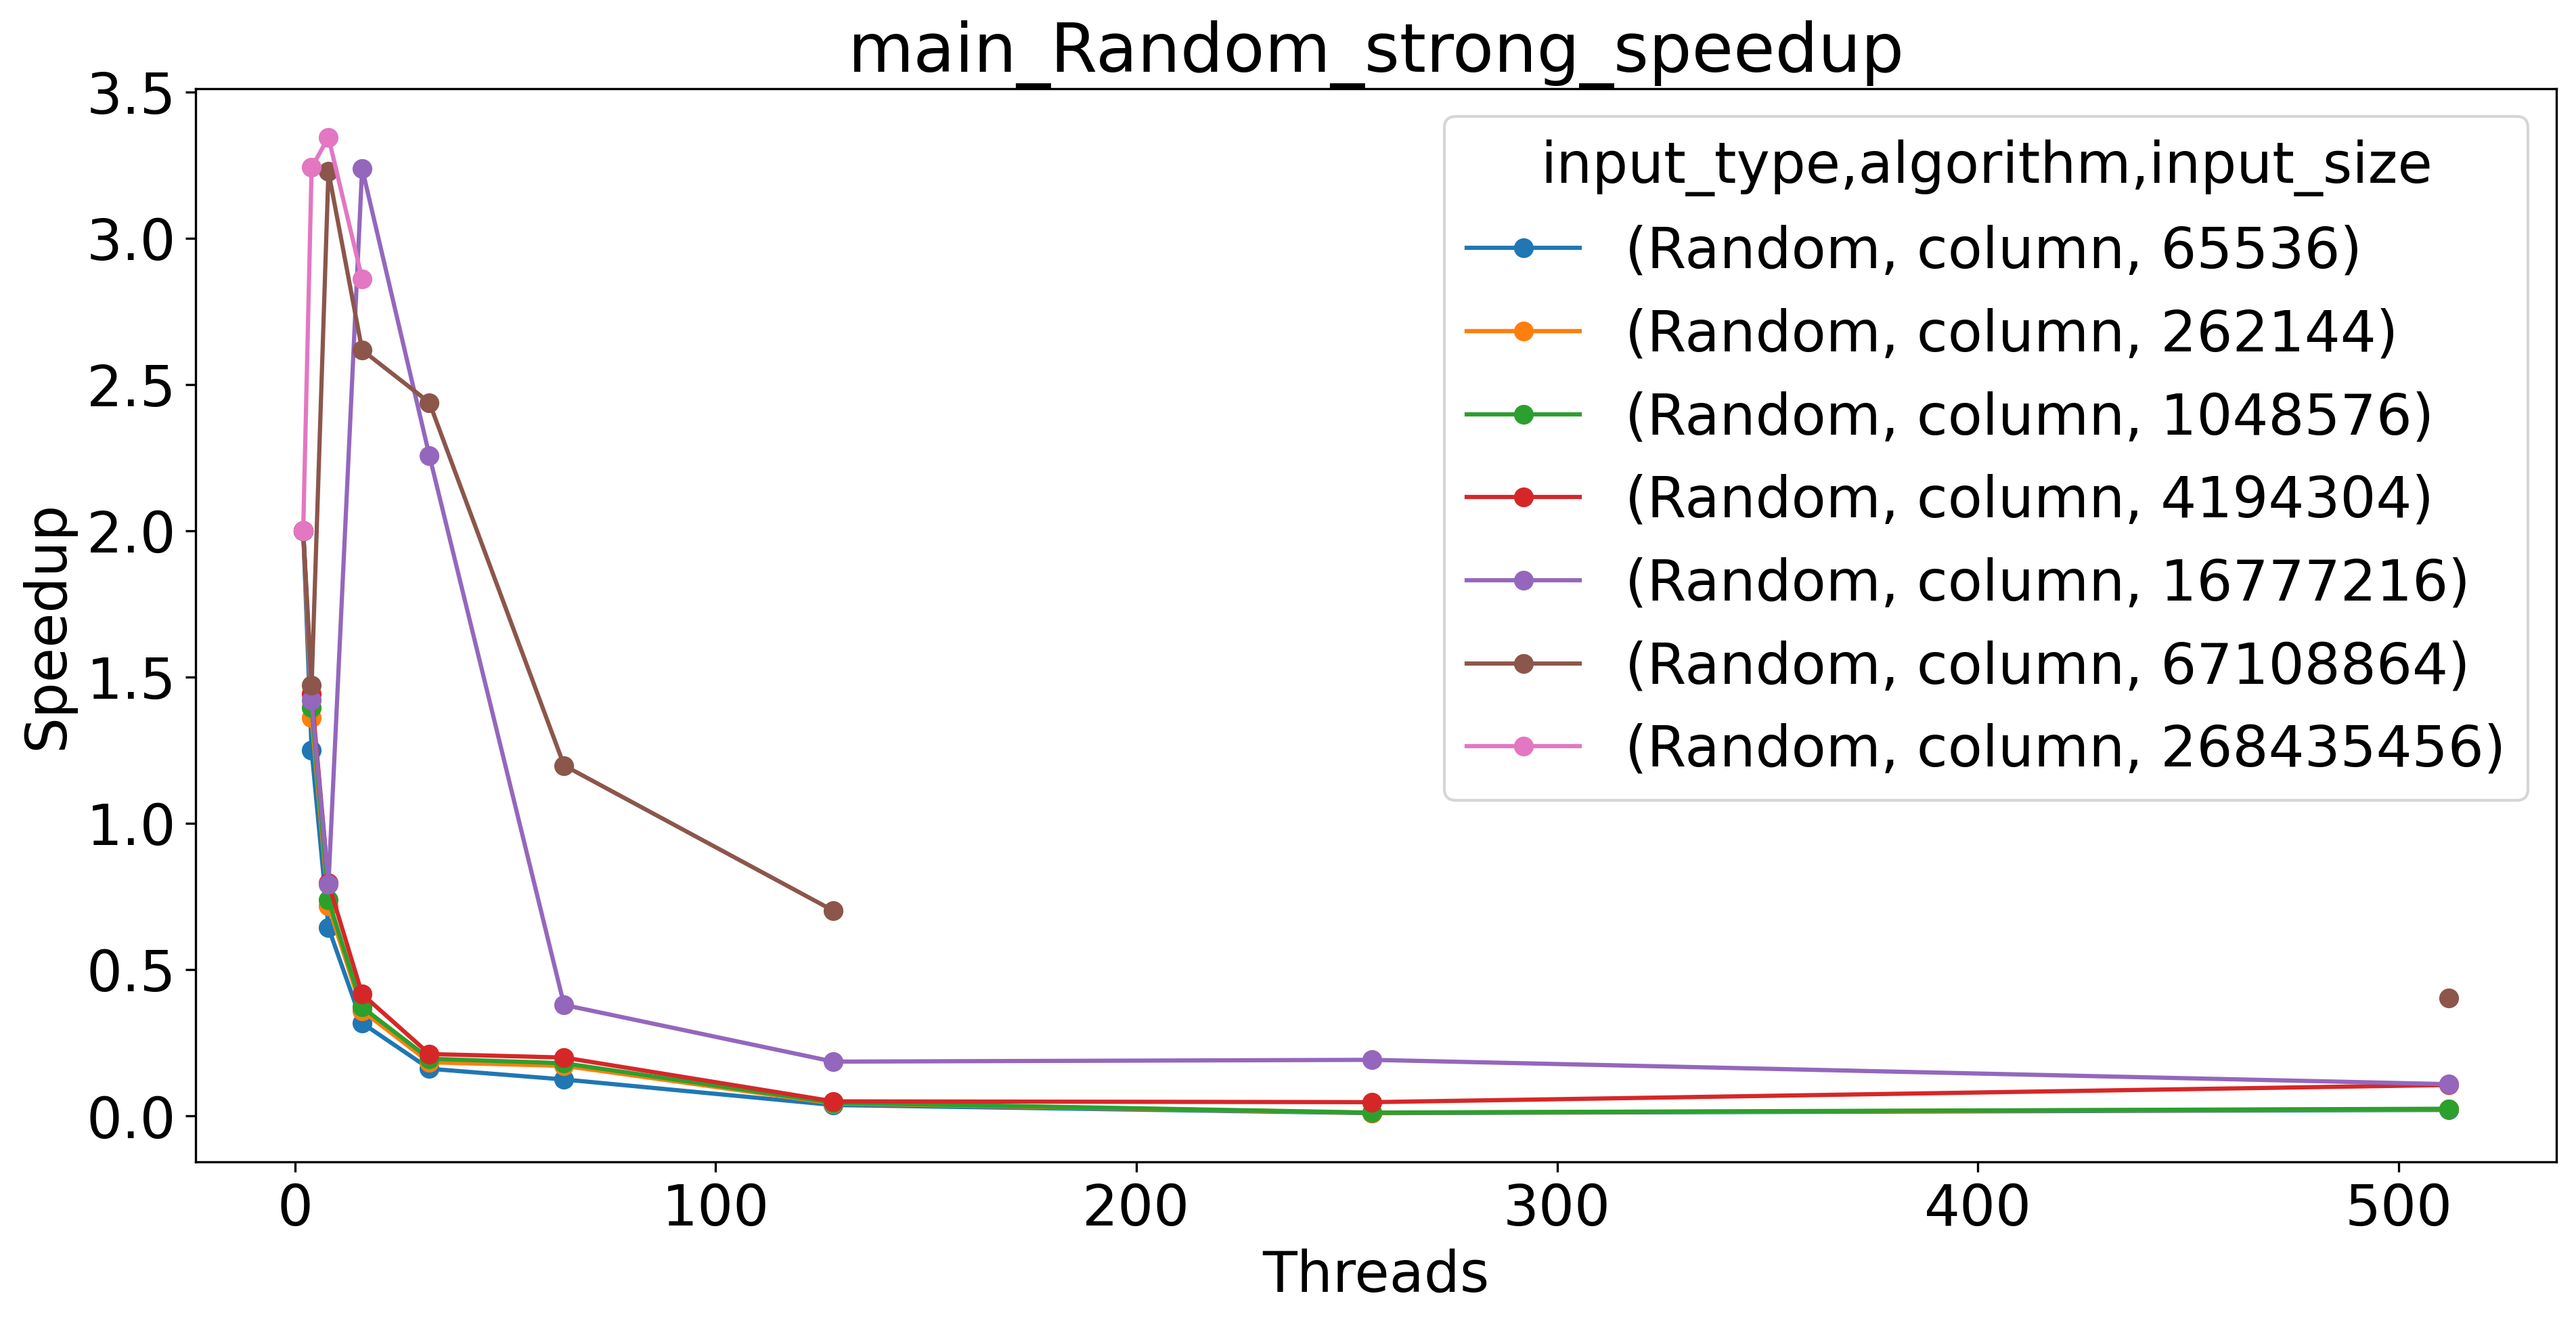 main_Random_strong_speedup
3.5
3.0
2.5
2.0
1.5
1.0
0.5
0.0
Speedup
input_type,algorithm,input_size
(Random, column, 65536)
(Random, column, 262144)
(Random, column, 1048576)
(Random, column, 4194304)
(Random, column, 16777216)
(Random, column, 67108864)
(Random, column, 268435456)
0 100 200 300 400 500
Threads